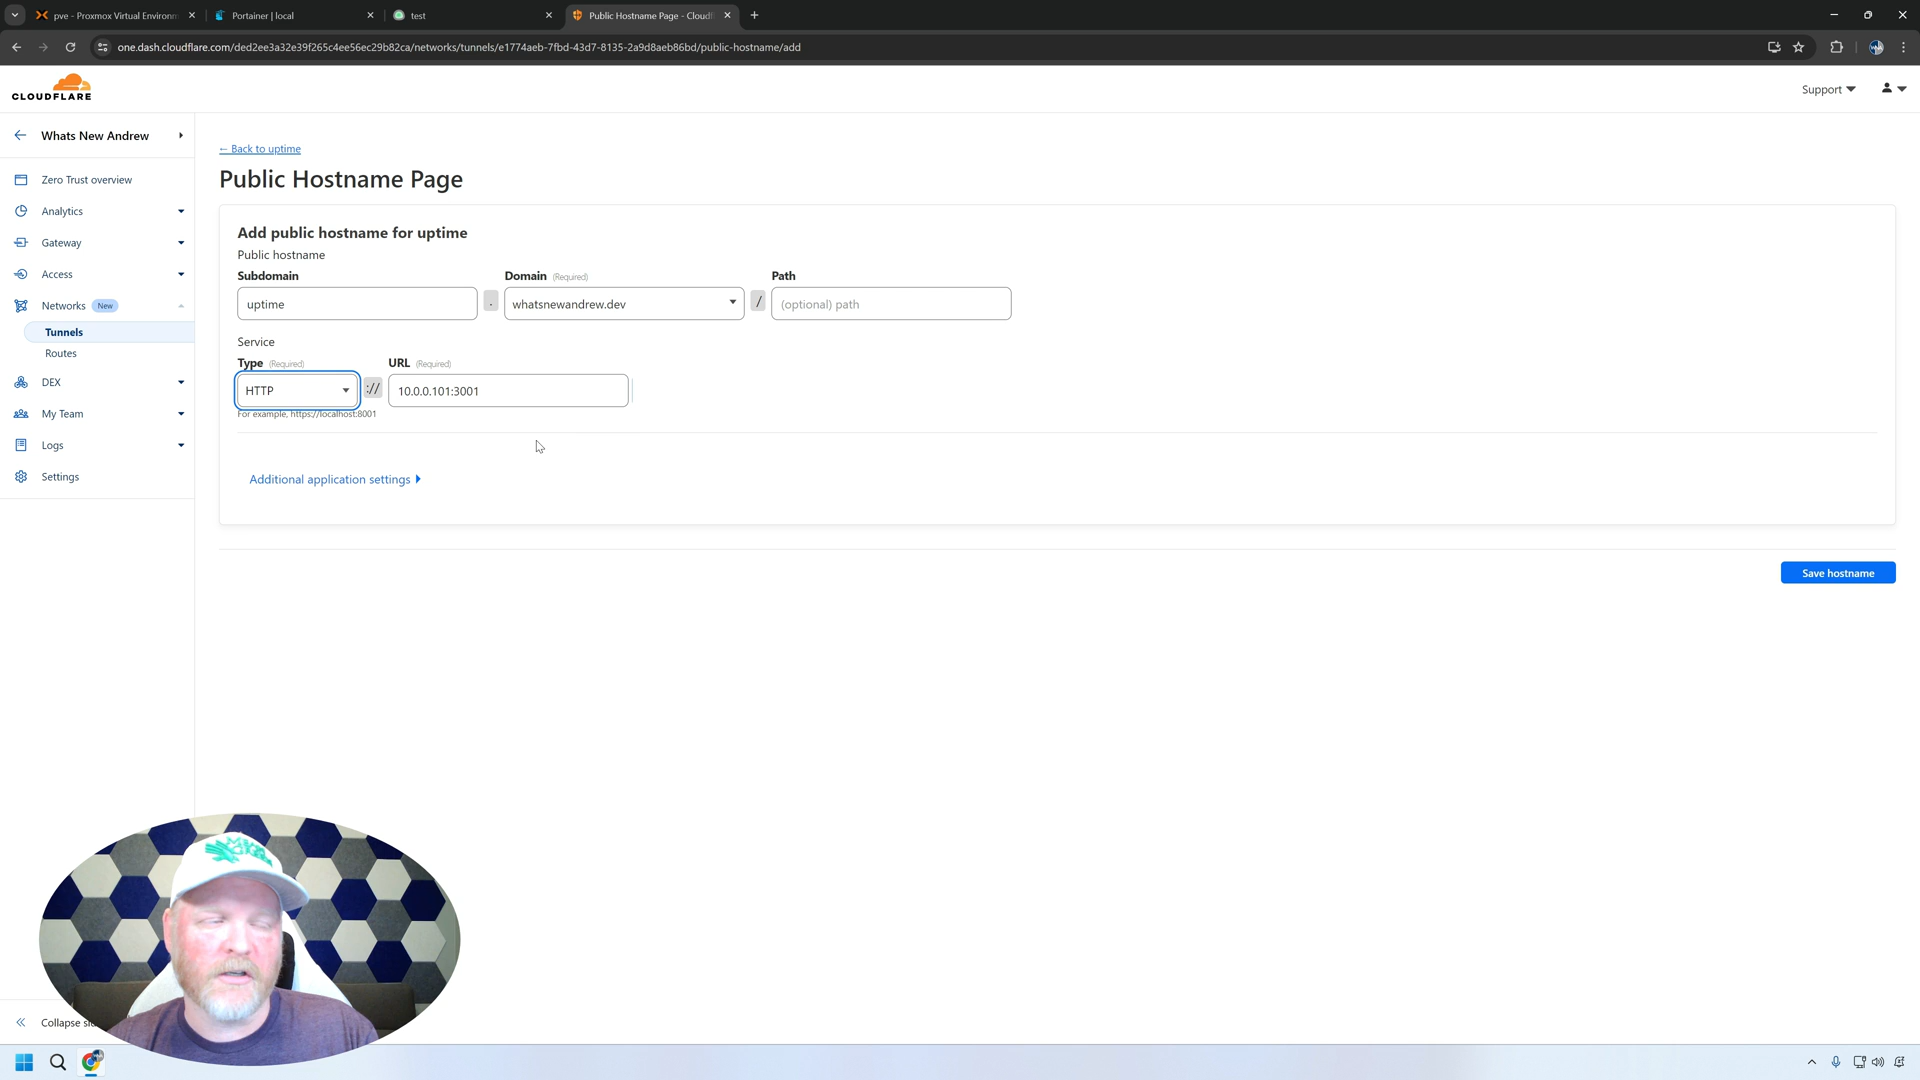 pve - Proxmox Virtual Environm
Portainer | local
test
Public Hostname Page - Cloudf
one.dash.cloudflare.com/ded2ee3a32e39f265c4ee56ec29b82ca/networks/tunnels/e1774aeb-7fbd-43d7-8135-2a9d8aeb86bd/public-hostname/add
CLOUDFLARE
Support
Whats New Andrew
Zero Trust overview
Analytics
Gateway
Access
Networks New
Tunnels
Routes
DEX
My Team
Logs
Settings
← Back to uptime
Public Hostname Page
Add public hostname for uptime
Public hostname
Subdomain
Domain (Required)
Path
uptime
.
whatsnewandrew.dev
/
(optional) path
Service
Type (Required)
URL (Required)
HTTP
://
10.0.0.101:3001
For example, https://localhost:8001
Additional application settings
Save hostname
Collapse si